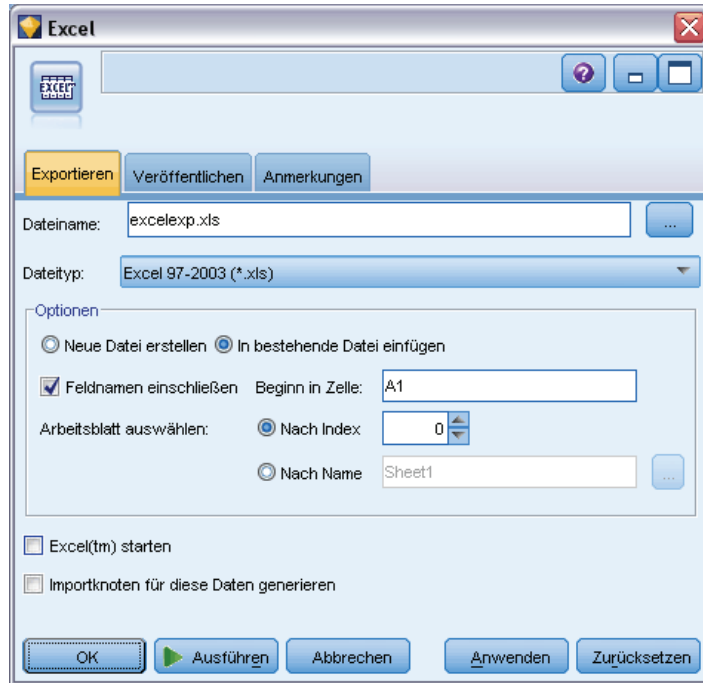 Excel
EXCEL
Exportieren Veröffentlichen Anmerkungen
Dateiname: excelexp.xls ...
Dateityp: Excel 97-2003 (*.xls)
Optionen
Neue Datei erstellen In bestehende Datei einfügen
Feldnamen einschließen Beginn in Zelle: A1
Arbeitsblatt auswählen: Nach Index 0
Nach Name Sheet1 ...
Excel(tm) starten
Importknoten für diese Daten generieren
OK Ausführen Abbrechen Anwenden Zurücksetzen